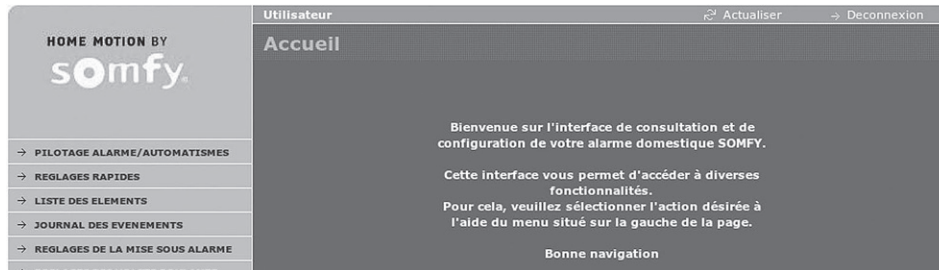 Utilisateur
Actualiser
Deconnexion
HOME MOTION BY
somfy®
Accueil
Bienvenue sur l'interface de consultation et de
configuration de votre alarme domestique SOMFY.
Cette interface vous permet d'accéder à diverses
fonctionnalités.
Pour cela, veuillez sélectionner l'action désirée à
l'aide du menu situé sur la gauche de la page.
Bonne navigation
PILOTAGE ALARME/AUTOMATISMES
REGLAGES RAPIDES
LISTE DES ELEMENTS
JOURNAL DES EVENEMENTS
REGLAGES DE LA MISE SOUS ALARME